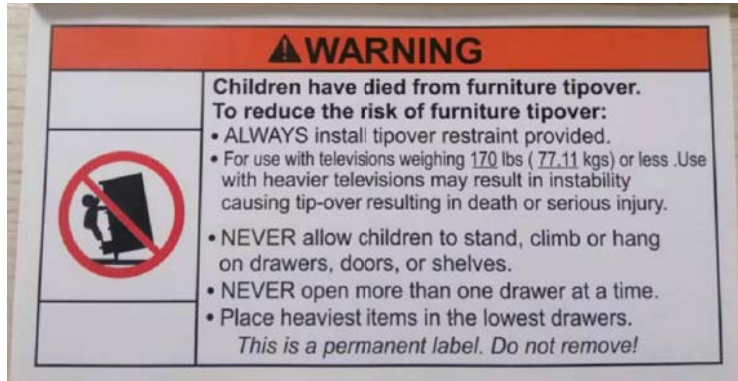 WARNING
Children have died from furniture tipover.
To reduce the risk of furniture tipover:
• ALWAYS install tipover restraint provided.
• For use with televisions weighing 170 lbs ( 77.11 kgs) or less .Use
with heavier televisions may result in instability
causing tip-over resulting in death or serious injury.
• NEVER allow children to stand, climb or hang
on drawers, doors, or shelves.
• NEVER open more than one drawer at a time.
• Place heaviest items in the lowest drawers.
This is a permanent label. Do not remove!